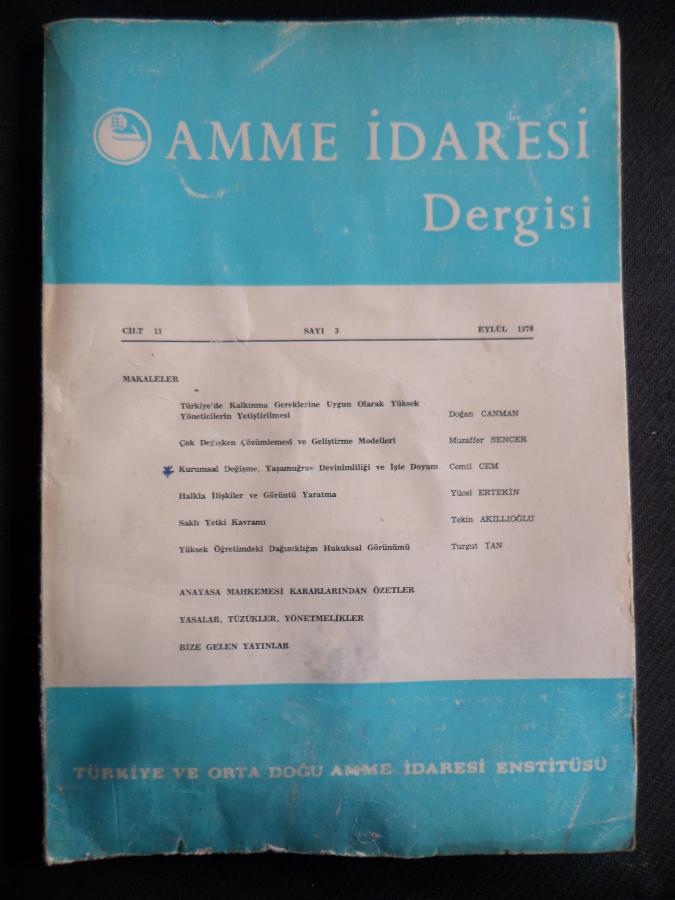 AMME İDARESİ
Dergisi
CİLT 11 SAYI 3 EYLÜL 1978
MAKALELER
Türkiye'de Kalkınma Gereklerine Uygun Olarak Yüksek
Yöneticilerin Yetiştirilmesi Doğan CANMAN
Çok Değişken Çözümlemesi ve Geliştirme Modelleri Muzaffer SENCER
Kurumsal Değişme, Yaşamuğraş Devinimliliği ve İşte Doyum Cemil CEM
Halkla İlişkiler ve Görüntü Yaratma Yücel ERTEKİN
Saklı Yetki Kavramı Tekin AKILLIOĞLU
Yüksek Öğretimdeki Dağınıklığın Hukuksal Görünümü Turgut TAN
ANAYASA MAHKEMESİ KARARLARINDAN ÖZETLER
YASALAR, TÜZÜKLER, YÖNETMELİKLER
BİZE GELEN YAYINLAR
TÜRKİYE VE ORTA DOĞU AMME İDARESİ ENSTİTÜSÜ